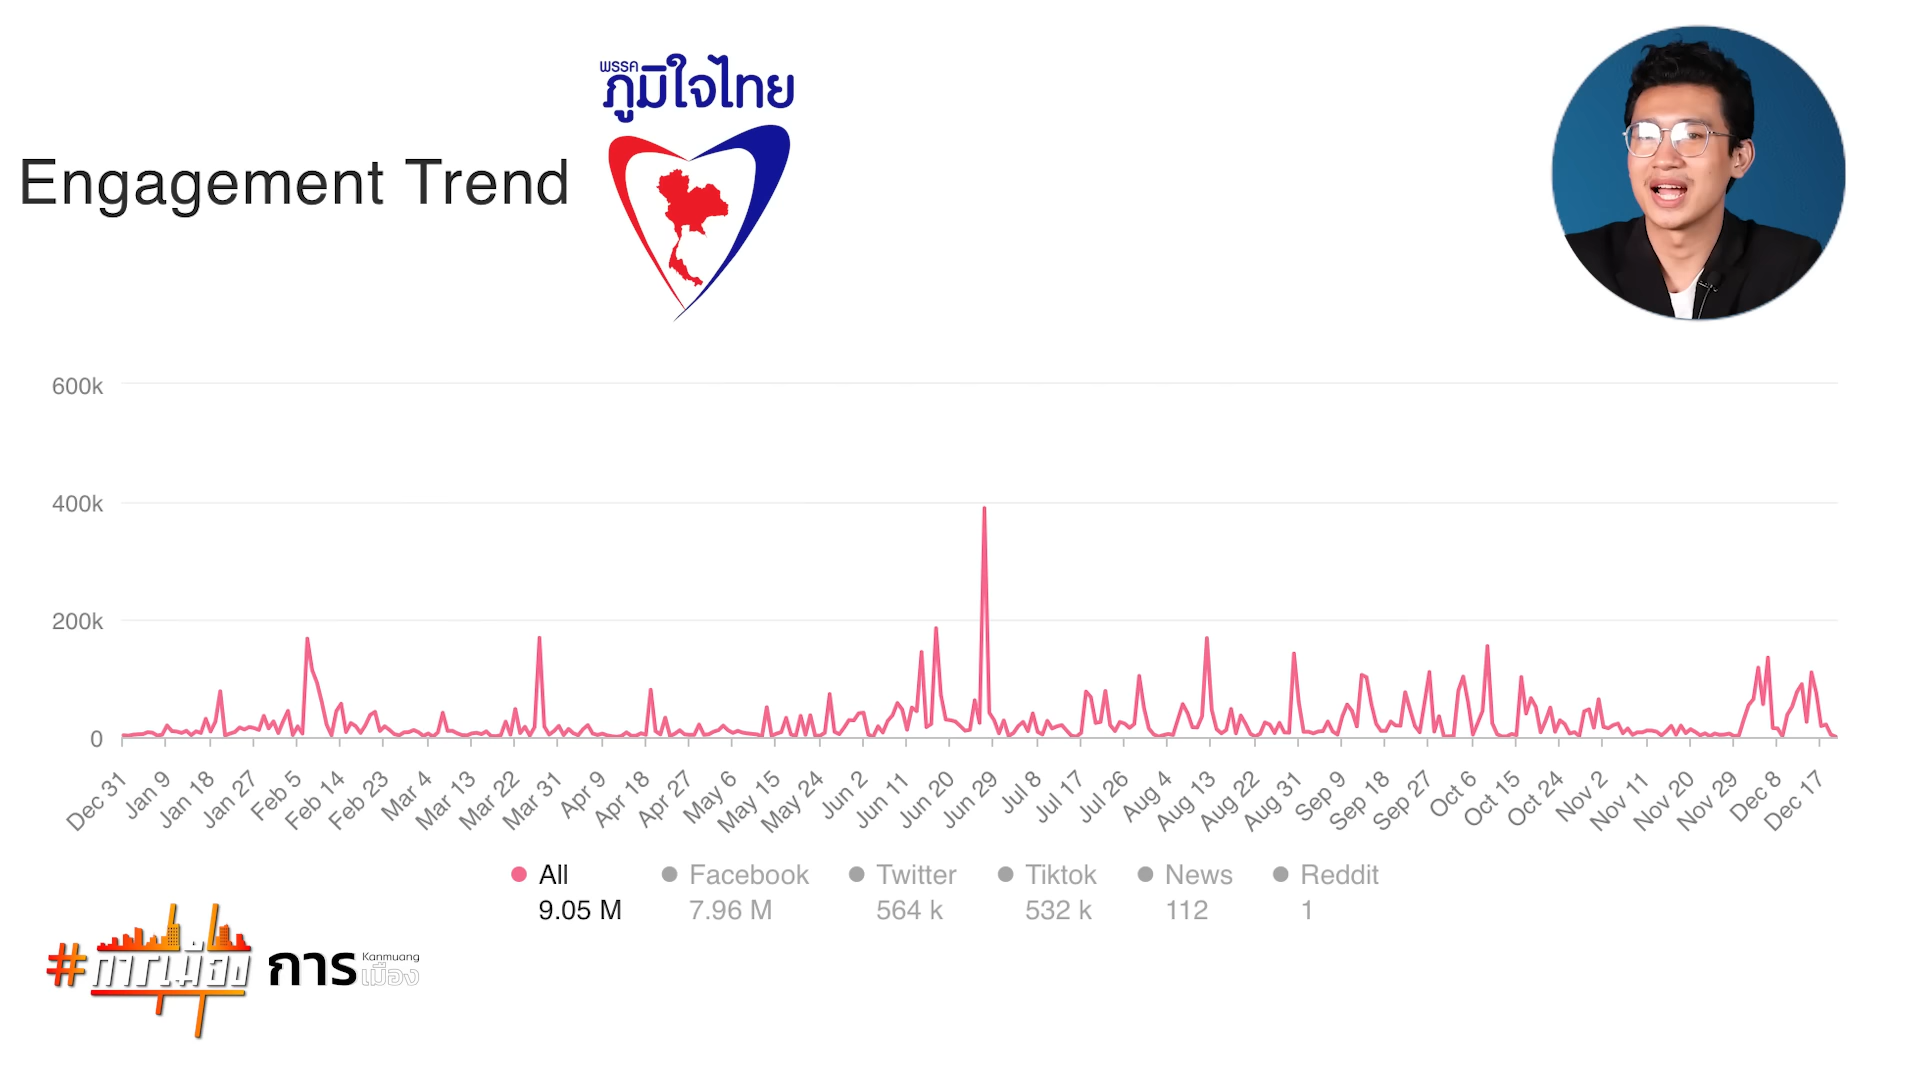 พรรค
ภูมิใจไทย
Engagement Trend
600k
400k
200k
0
Dec 31
Jan 9
Jan 18
Jan 27
Feb 5
Feb 14
Feb 23
Mar 4
Mar 13
Mar 22
Mar 31
Apr 9
Apr 18
Apr 27
May 6
May 15
May 24
Jun 2
Jun 11
Jun 20
Jun 29
Jul 8
Jul 17
Jul 26
Aug 4
Aug 13
Aug 22
Aug 31
Sep 9
Sep 18
Sep 27
Oct 6
Oct 15
Oct 24
Nov 2
Nov 11
Nov 20
Nov 29
Dec 8
Dec 17
All Facebook Twitter Tiktok News Reddit
9.05 M 7.96 M 564 k 532 k 112 1
#การเมือง
การ Kanmuang
เมือง